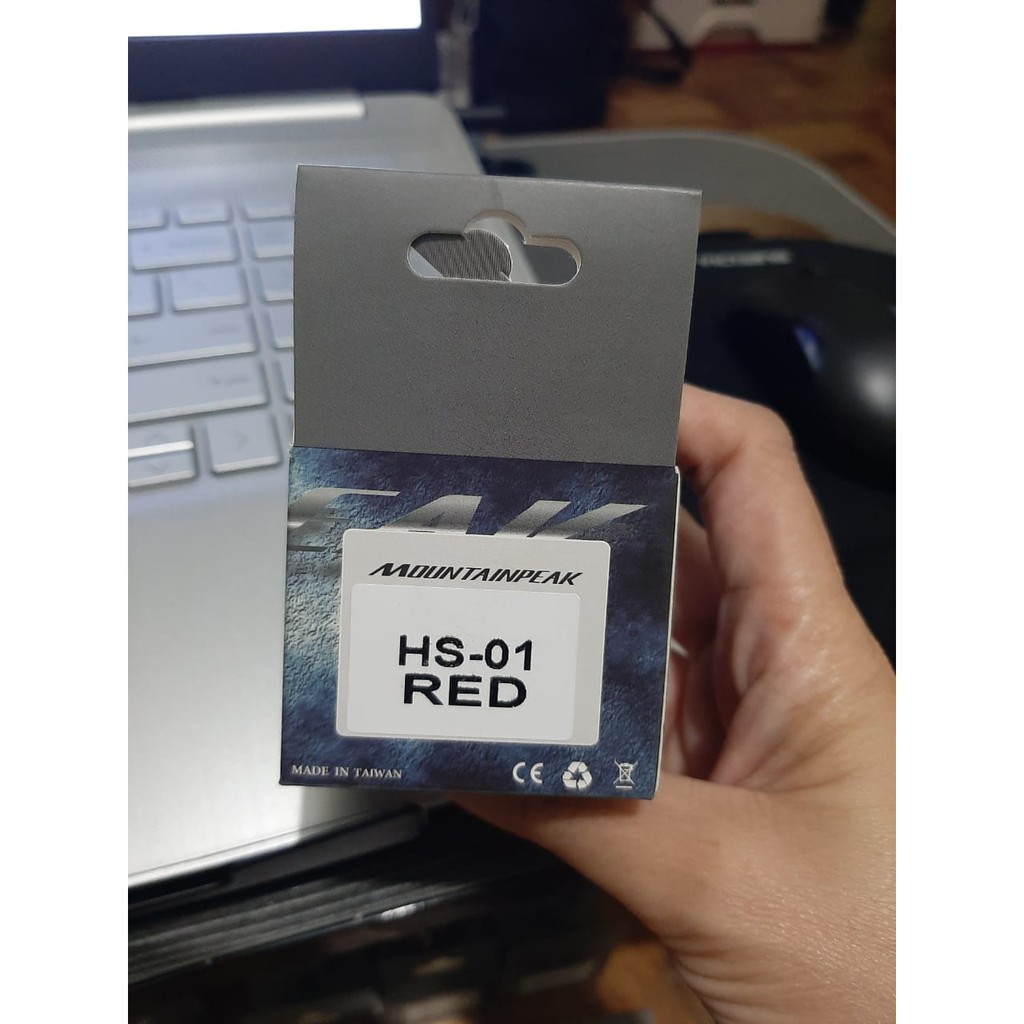 MOUNTAINPEAK
HS-01
RED
MADE IN TAIWAN
CE